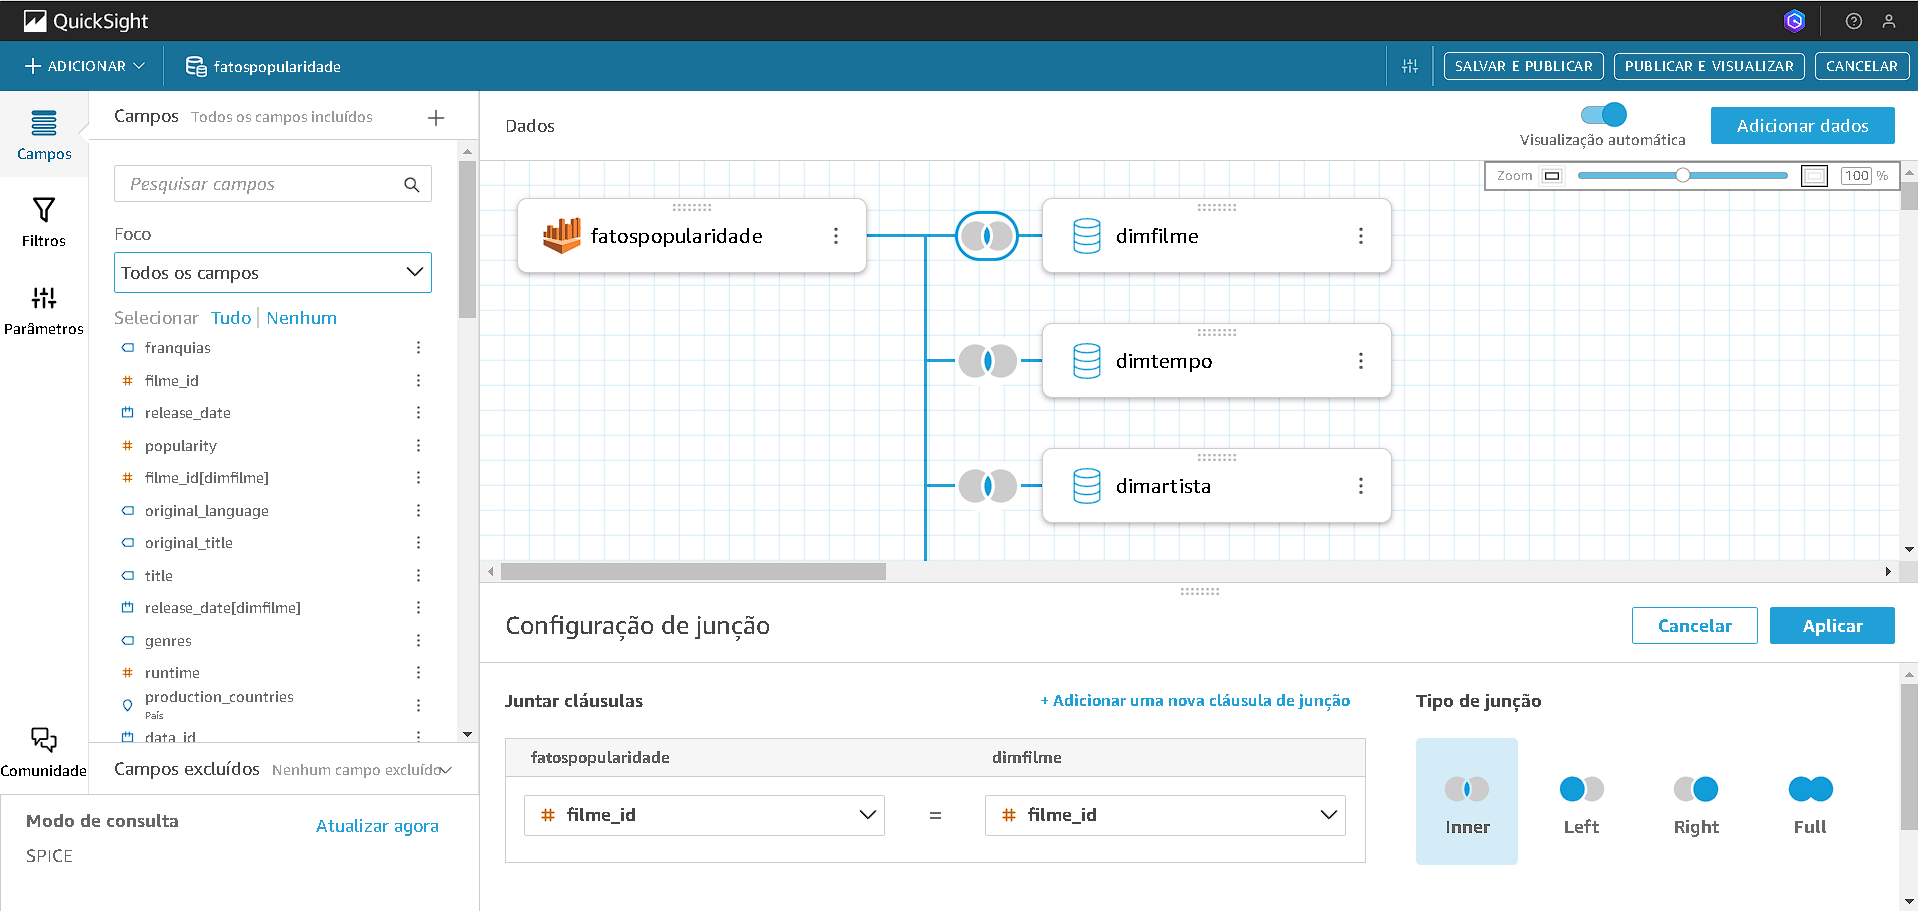 QuickSight
ADICIONAR
fatospopularidade
SALVAR E PUBLICAR
PUBLICAR E VISUALIZAR
CANCELAR
Campos
Filtros
Parâmetros
Comunidade
Campos Todos os campos incluídos
Pesquisar campos
Foco
Todos os campos
Selecionar Tudo Nenhum
franquias
filme_id
release_date
popularity
filme_id[dimfilme]
original_language
original_title
title
release_date[dimfilme]
genres
runtime
production_countries
País
data_id
Campos excluídos Nenhum campo excluído
Modo de consulta
Atualizar agora
SPICE
Dados
Visualização automática
Adicionar dados
Zoom 100 %
fatospopularidade
dimfilme
dimtempo
dimartista
Configuração de junção
Cancelar
Aplicar
Juntar cláusulas
+ Adicionar uma nova cláusula de junção
fatospopularidade dimfilme
# filme_id = # filme_id
Tipo de junção
Inner Left Right Full